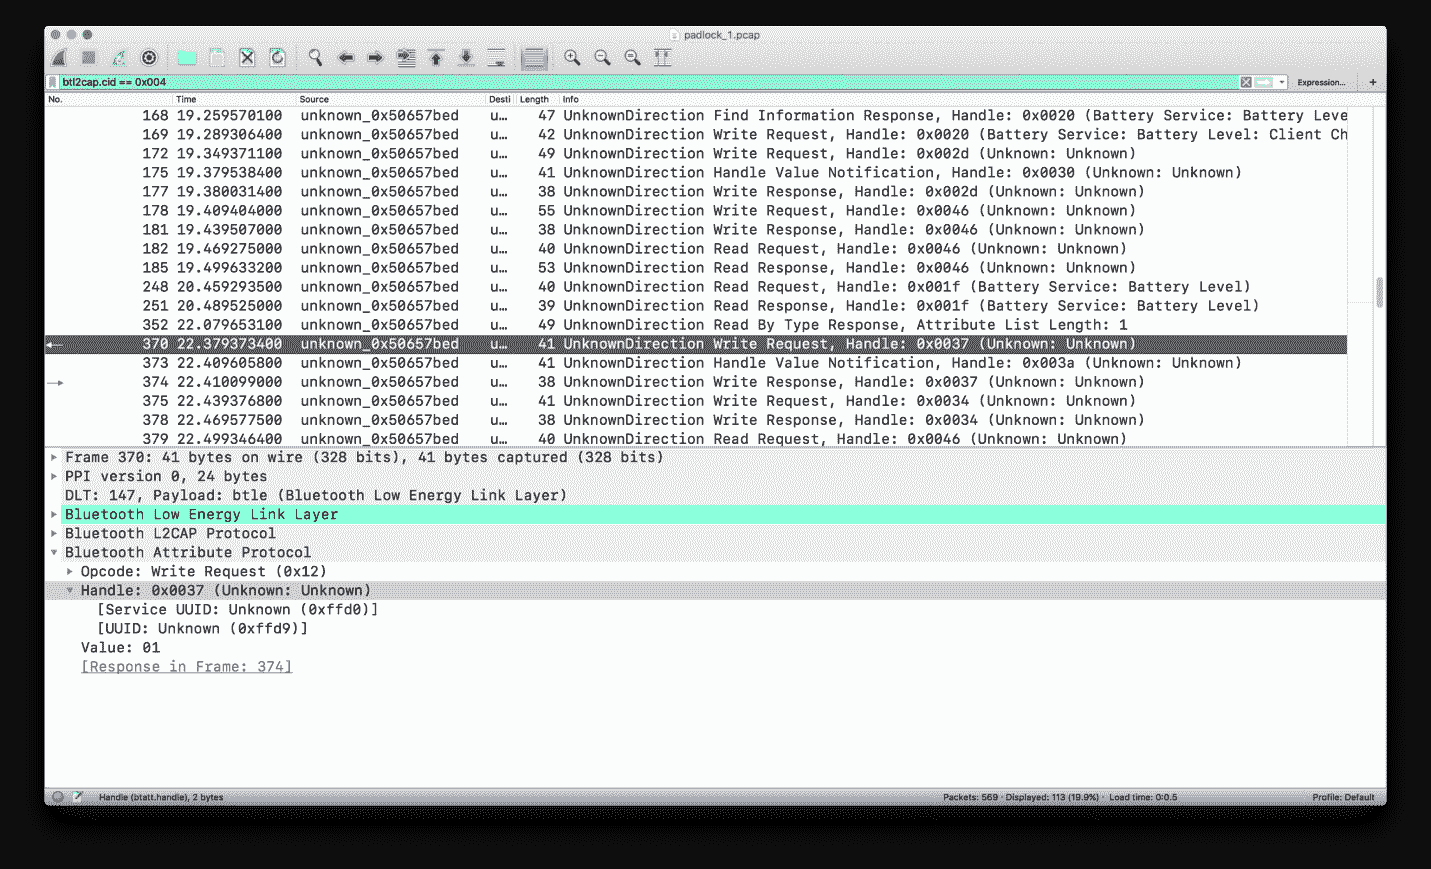 padlock_1.pcap
btl2cap.cid == 0x004
Expression...
+
No. Time Source Desti Length Info
168 19.259570100 unknown_0x50657bed u... 47 UnknownDirection Find Information Response, Handle: 0x0020 (Battery Service: Battery Leve
169 19.289306400 unknown_0x50657bed u... 42 UnknownDirection Write Request, Handle: 0x0020 (Battery Service: Battery Level: Client Ch
172 19.349371100 unknown_0x50657bed u... 49 UnknownDirection Write Request, Handle: 0x002d (Unknown: Unknown)
175 19.379538400 unknown_0x50657bed u... 41 UnknownDirection Handle Value Notification, Handle: 0x0030 (Unknown: Unknown)
177 19.380031400 unknown_0x50657bed u... 38 UnknownDirection Write Response, Handle: 0x002d (Unknown: Unknown)
178 19.409404000 unknown_0x50657bed u... 55 UnknownDirection Write Request, Handle: 0x0046 (Unknown: Unknown)
181 19.439507000 unknown_0x50657bed u... 38 UnknownDirection Write Response, Handle: 0x0046 (Unknown: Unknown)
182 19.469275000 unknown_0x50657bed u... 40 UnknownDirection Read Request, Handle: 0x0046 (Unknown: Unknown)
185 19.499633200 unknown_0x50657bed u... 53 UnknownDirection Read Response, Handle: 0x0046 (Unknown: Unknown)
248 20.459293500 unknown_0x50657bed u... 40 UnknownDirection Read Request, Handle: 0x001f (Battery Service: Battery Level)
251 20.489525000 unknown_0x50657bed u... 39 UnknownDirection Read Response, Handle: 0x001f (Battery Service: Battery Level)
352 22.079653100 unknown_0x50657bed u... 49 UnknownDirection Read By Type Response, Attribute List Length: 1
370 22.379373400 unknown_0x50657bed u... 41 UnknownDirection Write Request, Handle: 0x0037 (Unknown: Unknown)
373 22.409605800 unknown_0x50657bed u... 41 UnknownDirection Handle Value Notification, Handle: 0x003a (Unknown: Unknown)
374 22.410099000 unknown_0x50657bed u... 38 UnknownDirection Write Response, Handle: 0x0037 (Unknown: Unknown)
375 22.439376800 unknown_0x50657bed u... 41 UnknownDirection Write Request, Handle: 0x0034 (Unknown: Unknown)
378 22.469577500 unknown_0x50657bed u... 38 UnknownDirection Write Response, Handle: 0x0034 (Unknown: Unknown)
379 22.499346400 unknown_0x50657bed u... 40 UnknownDirection Read Request, Handle: 0x0046 (Unknown: Unknown)
Frame 370: 41 bytes on wire (328 bits), 41 bytes captured (328 bits)
PPI version 0, 24 bytes
DLT: 147, Payload: btle (Bluetooth Low Energy Link Layer)
Bluetooth Low Energy Link Layer
Bluetooth L2CAP Protocol
Bluetooth Attribute Protocol
Opcode: Write Request (0x12)
Handle: 0x0037 (Unknown: Unknown)
[Service UUID: Unknown (0xffd0)]
[UUID: Unknown (0xffd9)]
Value: 01
[Response in Frame: 374]
Handle (btatt.handle), 2 bytes
Packets: 569 · Displayed: 113 (19.9%) · Load time: 0:0.5
Profile: Default